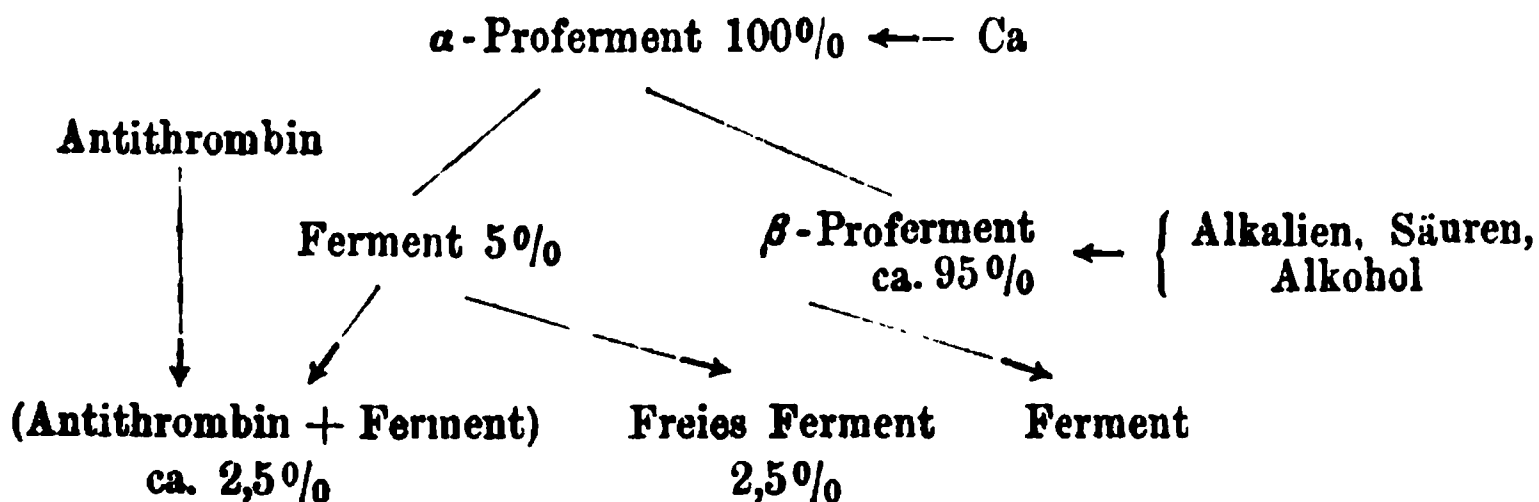 α-Proferment 100% ←— Ca
Antithrombin
Ferment 5%
β-Proferment
ca. 95%
Alkalien, Säuren,
Alkohol
(Antithrombin + Ferment)
ca. 2,5%
Freies Ferment
2,5%
Ferment